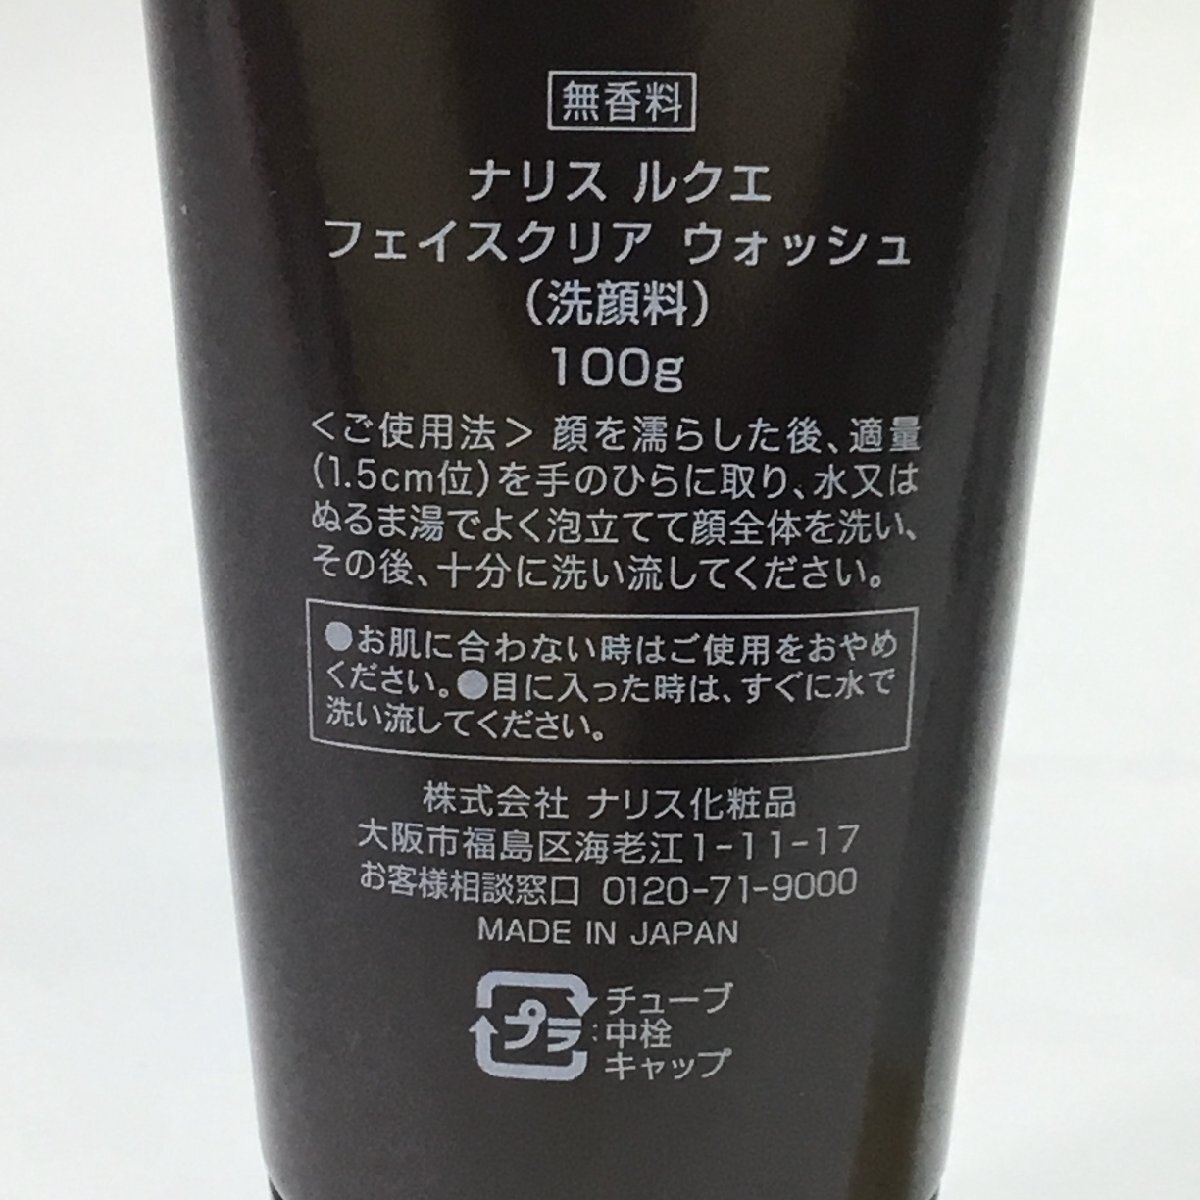 無香料
ナリス ルクエ
フェイスクリア ウォッシュ
（洗顔料）
100g
＜ご使用法＞ 顔を濡らした後、適量
(1.5cm位)を手のひらに取り、水又は
ぬるま湯でよく泡立てて顔全体を洗い、
その後、十分に洗い流してください。
●お肌に合わない時はご使用をおやめ
ください。●目に入った時は、すぐに水で
洗い流してください。
株式会社 ナリス化粧品
大阪市福島区海老江1-11-17
お客様相談窓口 0120-71-9000
MADE IN JAPAN
プラ
チューブ
:中栓
キャップ